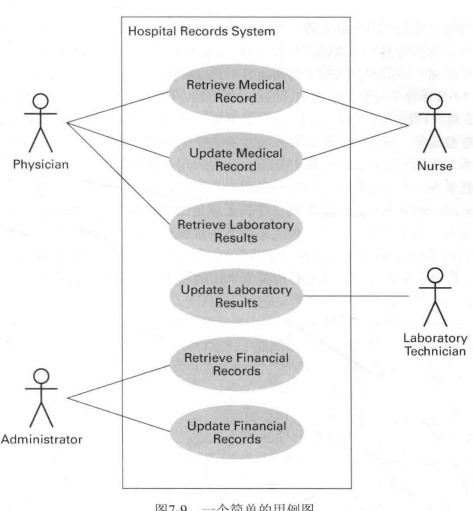 Hospital Records System
Retrieve Medical
Record
Physician
Nurse
Update Medical
Record
Retrieve Laboratory
Results
Update Laboratory
Results
Laboratory
Technician
Retrieve Financial
Records
Administrator
Update Financial
Records
图7-9 一个简单的用例图